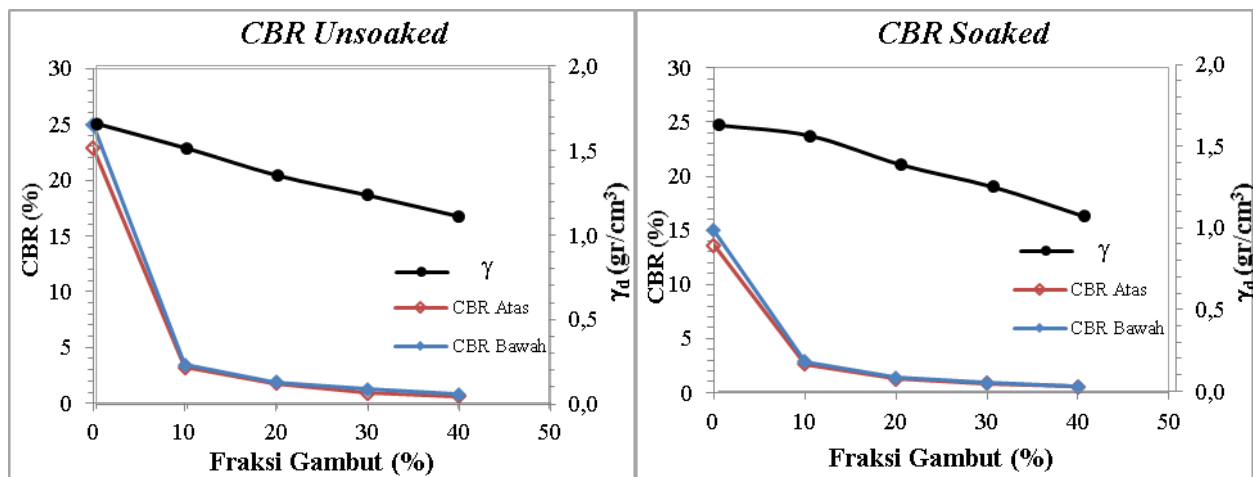 CBR Unsoaked
CBR (%)
30
25
20
15
10
5
0
2,0
1,5
1,0
0,5
0,0
γd (gr/cm³)
γ
CBR Atas
CBR Bawah
0 10 20 30 40 50
Fraksi Gambut (%)
CBR Soaked
CBR (%)
30
25
20
15
10
5
0
2,0
1,5
1,0
0,5
0,0
γd (gr/cm³)
γ
CBR Atas
CBR Bawah
0 10 20 30 40 50
Fraksi Gambut (%)